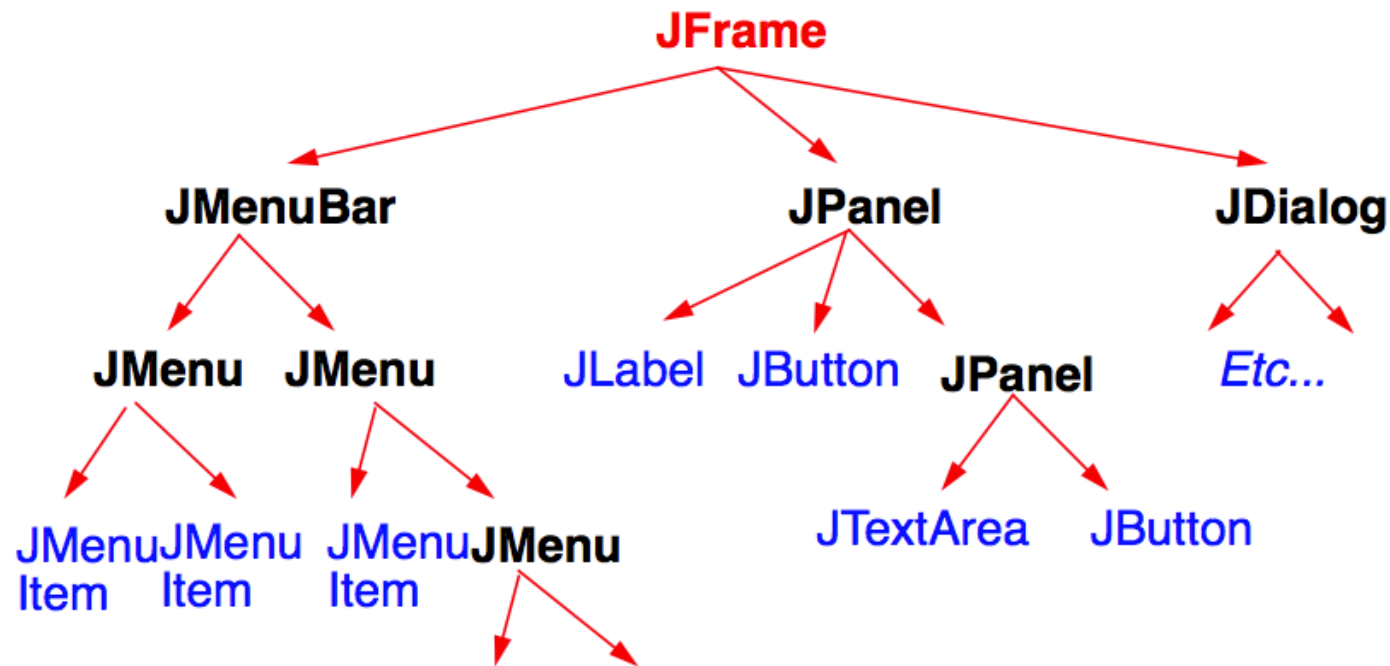 JFrame
JMenuBar JPanel JDialog
JMenu JMenu JLabel JButton JPanel Etc...
JMenu JMenu JMenu JMenu JTextArea JButton
Item Item Item